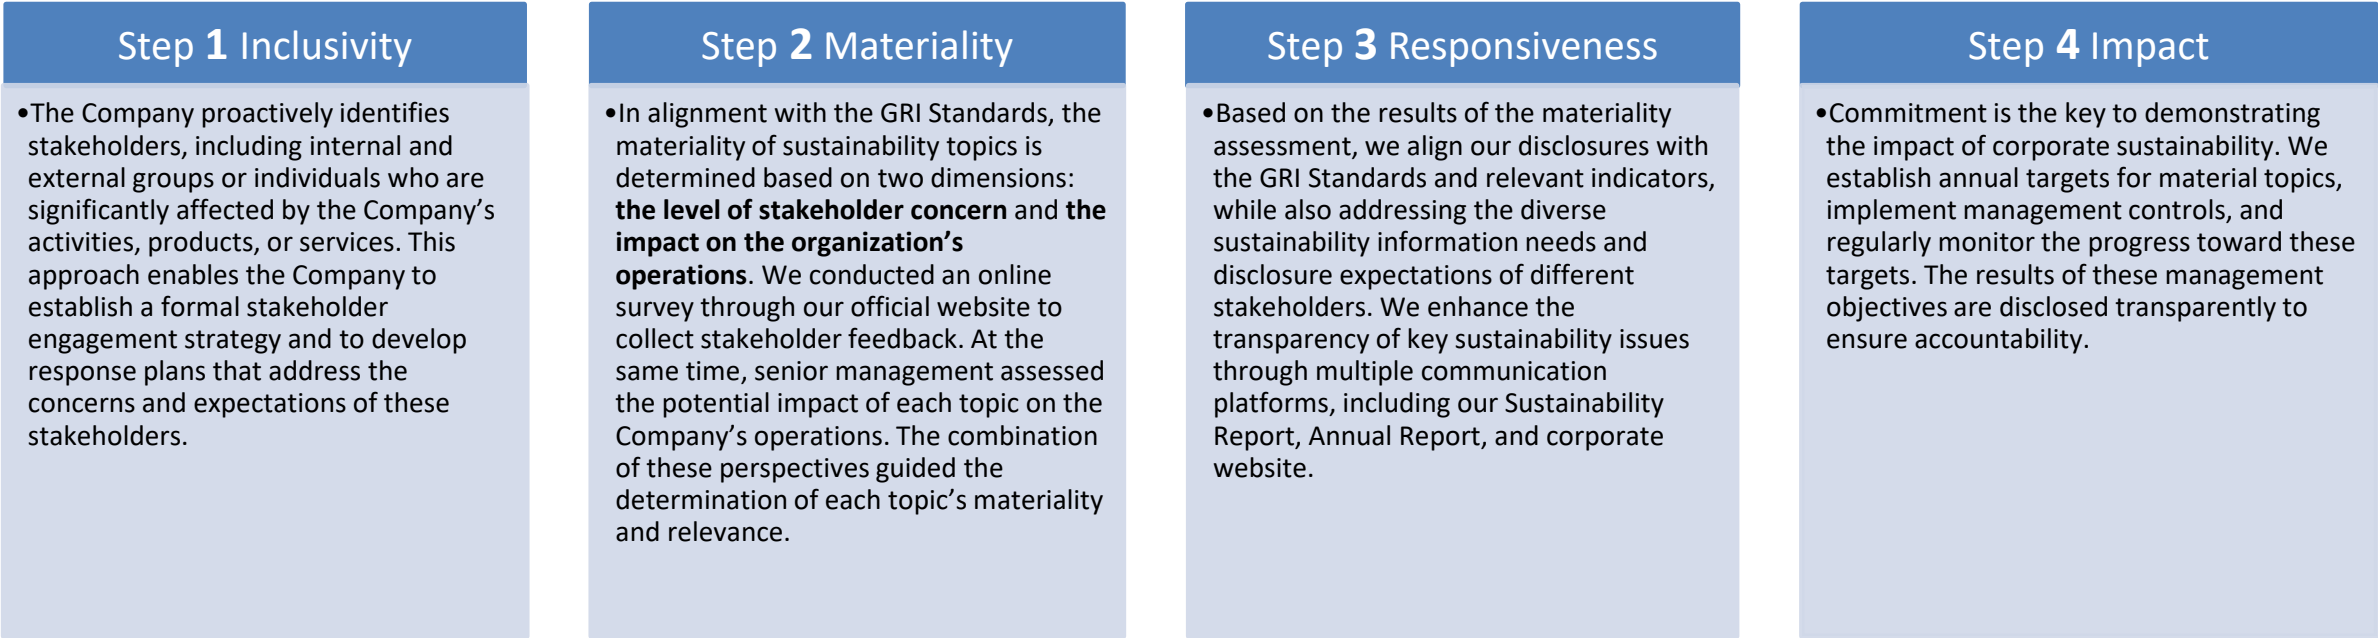 Step 1 Inclusivity
•The Company proactively identifies
stakeholders, including internal and
external groups or individuals who are
significantly affected by the Company’s
activities, products, or services. This
approach enables the Company to
establish a formal stakeholder
engagement strategy and to develop
response plans that address the
concerns and expectations of these
stakeholders.
Step 2 Materiality
•In alignment with the GRI Standards, the
materiality of sustainability topics is
determined based on two dimensions:
the level of stakeholder concern and the
impact on the organization’s
operations. We conducted an online
survey through our official website to
collect stakeholder feedback. At the
same time, senior management assessed
the potential impact of each topic on the
Company’s operations. The combination
of these perspectives guided the
determination of each topic’s materiality
and relevance.
Step 3 Responsiveness
•Based on the results of the materiality
assessment, we align our disclosures with
the GRI Standards and relevant indicators,
while also addressing the diverse
sustainability information needs and
disclosure expectations of different
stakeholders. We enhance the
transparency of key sustainability issues
through multiple communication
platforms, including our Sustainability
Report, Annual Report, and corporate
website.
Step 4 Impact
•Commitment is the key to demonstrating
the impact of corporate sustainability. We
establish annual targets for material topics,
implement management controls, and
regularly monitor the progress toward these
targets. The results of these management
objectives are disclosed transparently to
ensure accountability.